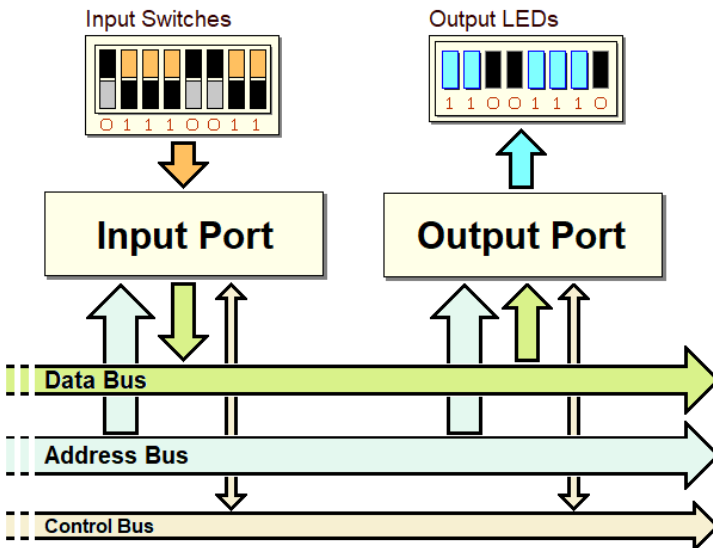 Input Switches
Output LEDs
0 1 1 1 0 0 1 1
1 1 0 0 1 1 1 0
Input Port
Output Port
Data Bus
Address Bus
Control Bus